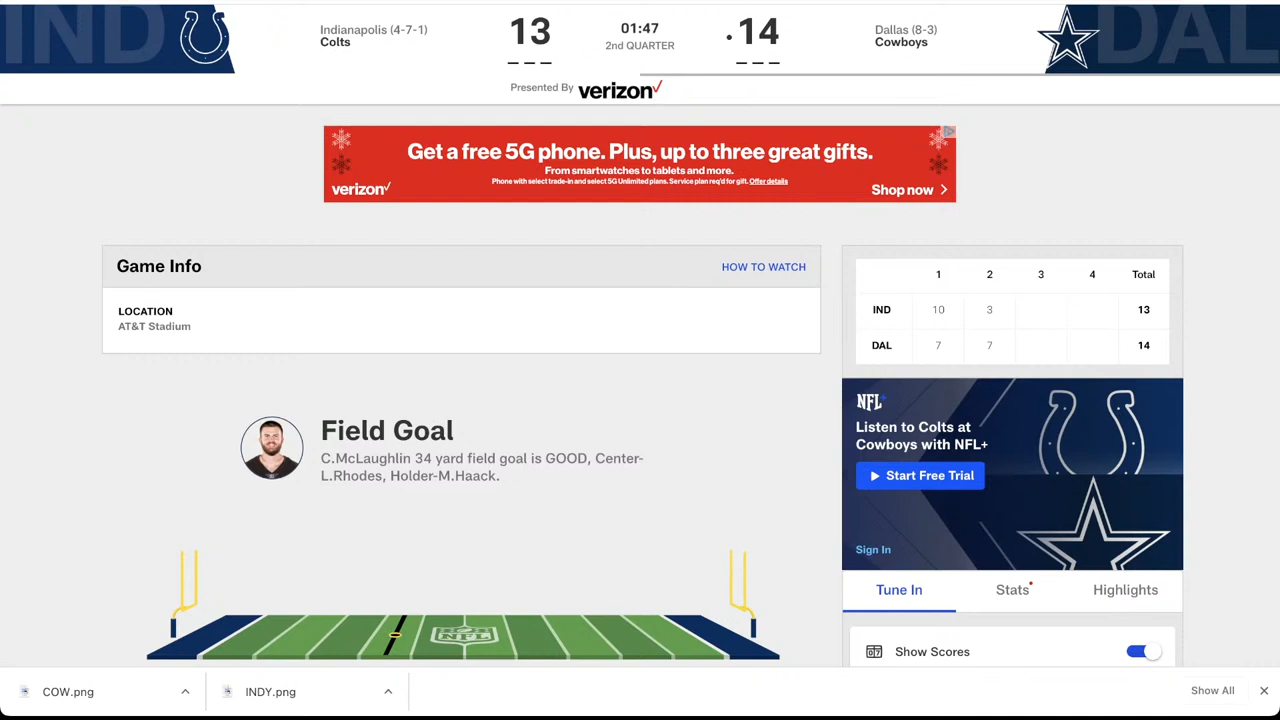 IND
Indianapolis (4-7-1)
Colts
13
01:47
2nd QUARTER
14
Dallas (8-3)
Cowboys
DAL
Presented By verizon
Get a free 5G phone. Plus, up to three great gifts.
From smartwatches to tablets and more.
Phone with select trade-in and select 5G Unlimited plans. Service plan req'd for gift. Offer details
verizon
Shop now
Game Info
HOW TO WATCH
LOCATION
AT&T Stadium
1 2 3 4 Total
IND 10 3 13
DAL 7 7 14
Field Goal
C.McLaughlin 34 yard field goal is GOOD, Center-
L.Rhodes, Holder-M.Haack.
NFL
NFL+
Listen to Colts at
Cowboys with NFL+
Start Free Trial
Sign In
Tune In Stats Highlights
Show Scores
COW.png
INDY.png
Show All